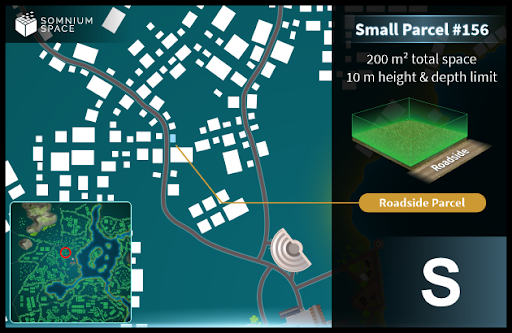 SOMNIUM
SPACE
Small Parcel #156
200 m² total space
10 m height & depth limit
Roadside
Roadside Parcel
S